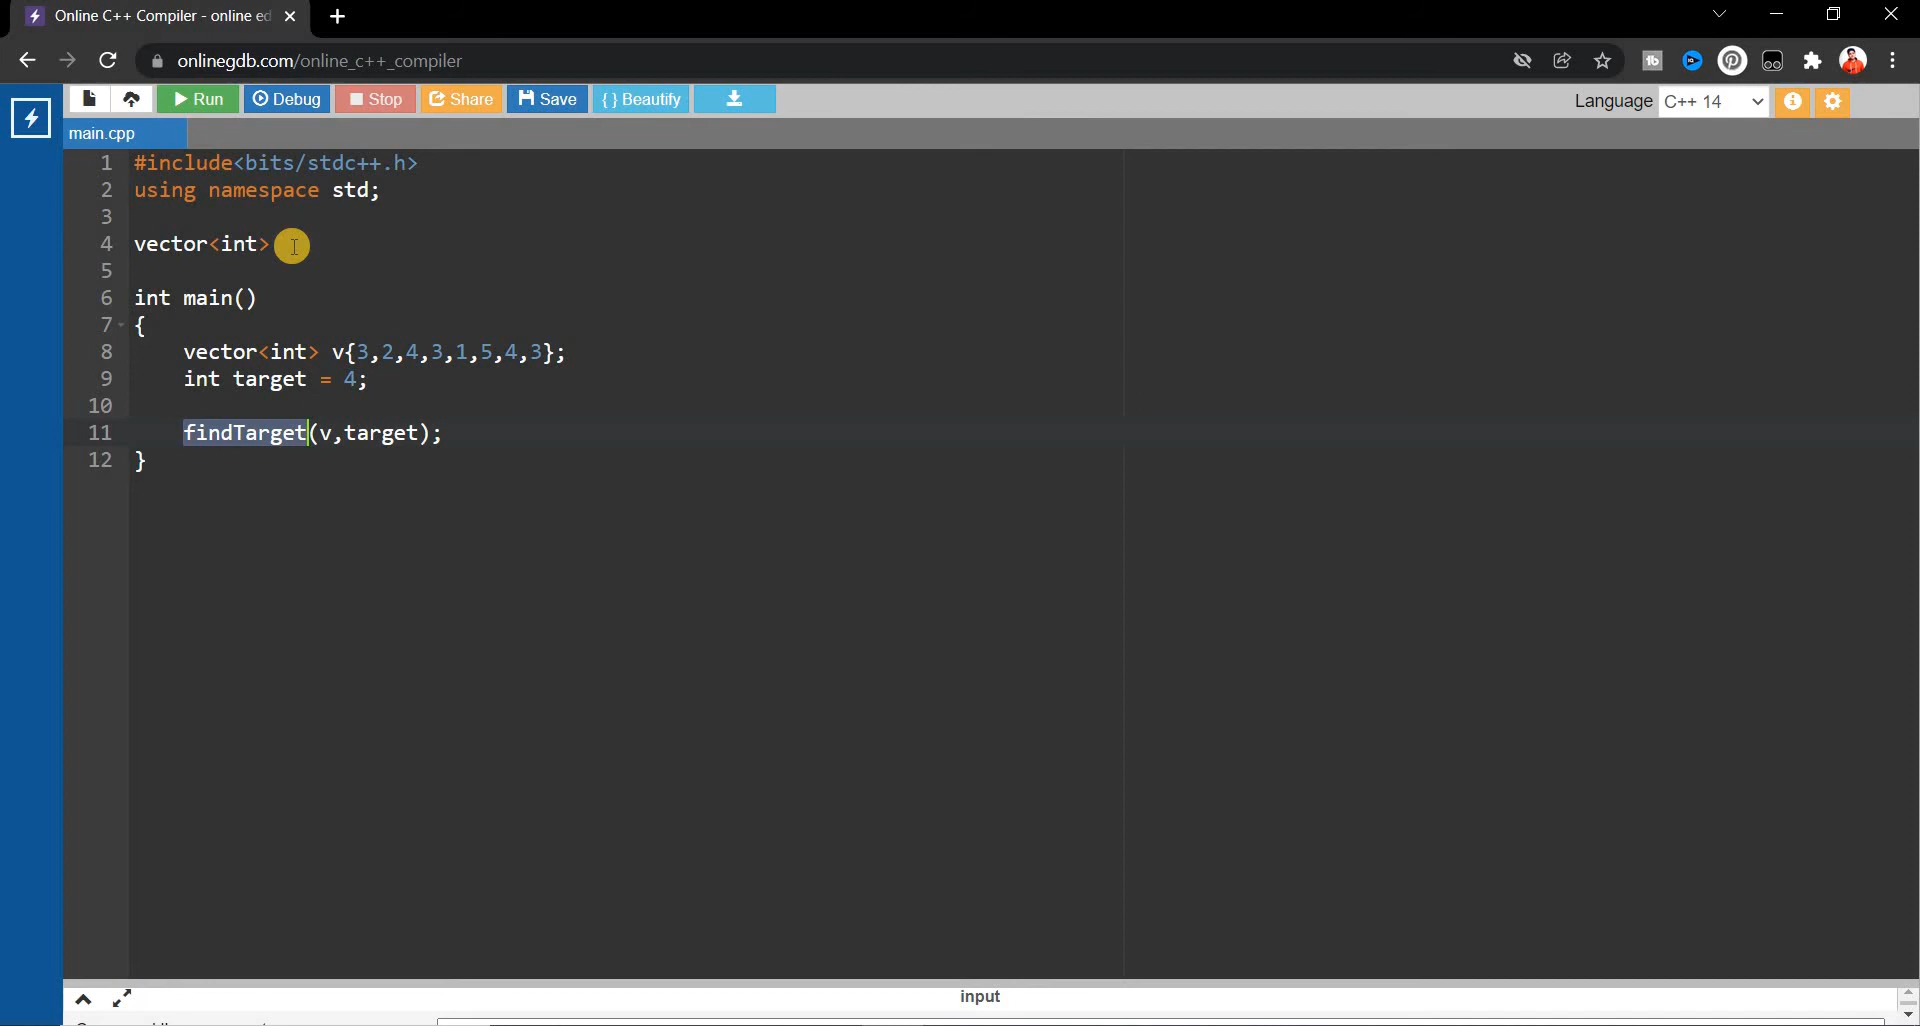 Online C++ Compiler - online ed
onlinegdb.com/online_c++_compiler
Run Debug Stop Share Save { } Beautify Language C++ 14
main.cpp
1 #include<bits/stdc++.h>
2 using namespace std;
3
4 vector<int>
5
6 int main()
7 {
8 vector<int> v{3,2,4,3,1,5,4,3};
9 int target = 4;
10
11 findTarget(v,target);
12 }
input